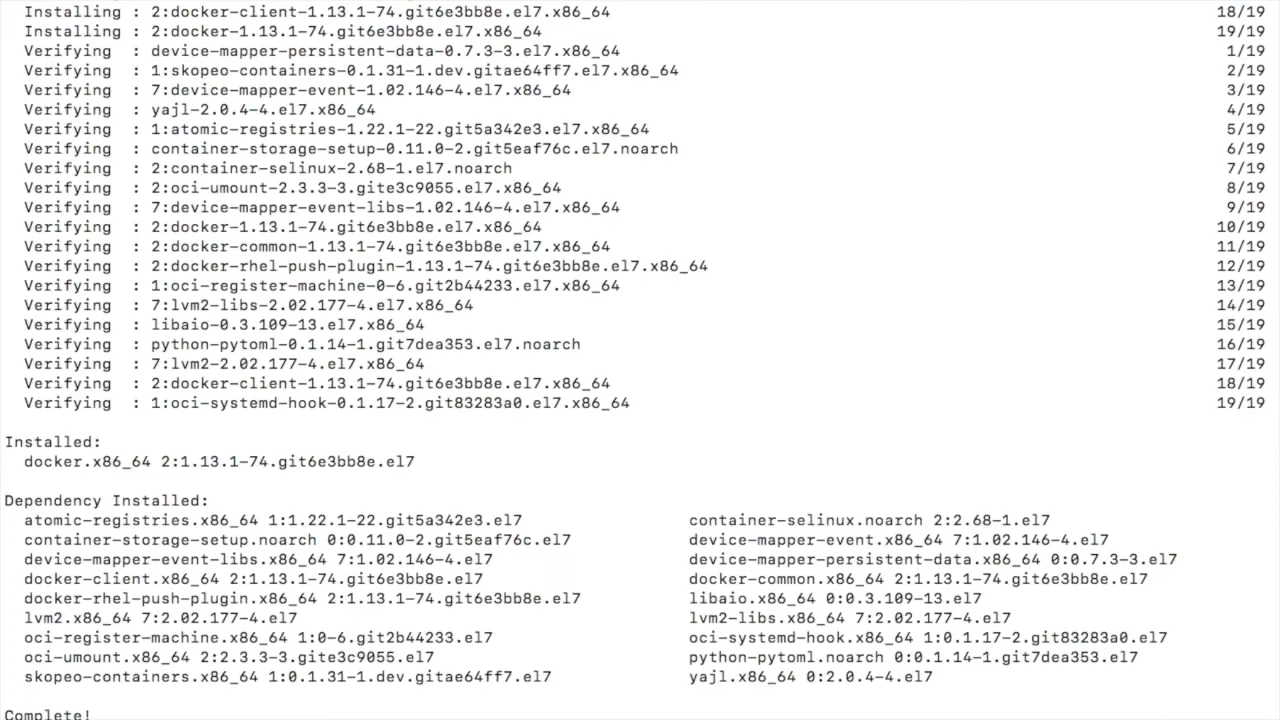 Installing : 2:docker-client-1.13.1-74.git6e3bb8e.el7.x86_64 18/19
Installing : 2:docker-1.13.1-74.git6e3bb8e.el7.x86_64 19/19
Verifying : device-mapper-persistent-data-0.7.3-3.el7.x86_64 1/19
Verifying : 1:skopeo-containers-0.1.31-1.dev.gitae64ff7.el7.x86_64 2/19
Verifying : 7:device-mapper-event-1.02.146-4.el7.x86_64 3/19
Verifying : yajl-2.0.4-4.el7.x86_64 4/19
Verifying : 1:atomic-registries-1.22.1-22.git5a342e3.el7.x86_64 5/19
Verifying : container-storage-setup-0.11.0-2.git5eaf76c.el7.noarch 6/19
Verifying : 2:container-selinux-2.68-1.el7.noarch 7/19
Verifying : 2:oci-umount-2.3.3-3.gite3c9055.el7.x86_64 8/19
Verifying : 7:device-mapper-event-libs-1.02.146-4.el7.x86_64 9/19
Verifying : 2:docker-1.13.1-74.git6e3bb8e.el7.x86_64 10/19
Verifying : 2:docker-common-1.13.1-74.git6e3bb8e.el7.x86_64 11/19
Verifying : 2:docker-rhel-push-plugin-1.13.1-74.git6e3bb8e.el7.x86_64 12/19
Verifying : 1:oci-register-machine-0-6.git2b44233.el7.x86_64 13/19
Verifying : 7:lvm2-libs-2.02.177-4.el7.x86_64 14/19
Verifying : libaio-0.3.109-13.el7.x86_64 15/19
Verifying : python-pytoml-0.1.14-1.git7dea353.el7.noarch 16/19
Verifying : 7:lvm2-2.02.177-4.el7.x86_64 17/19
Verifying : 2:docker-client-1.13.1-74.git6e3bb8e.el7.x86_64 18/19
Verifying : 1:oci-systemd-hook-0.1.17-2.git83283a0.el7.x86_64 19/19
Installed:
docker.x86_64 2:1.13.1-74.git6e3bb8e.el7
Dependency Installed:
atomic-registries.x86_64 1:1.22.1-22.git5a342e3.el7 container-selinux.noarch 2:2.68-1.el7
container-storage-setup.noarch 0:0.11.0-2.git5eaf76c.el7 device-mapper-event.x86_64 7:1.02.146-4.el7
device-mapper-event-libs.x86_64 7:1.02.146-4.el7 device-mapper-persistent-data.x86_64 0:0.7.3-3.el7
docker-client.x86_64 2:1.13.1-74.git6e3bb8e.el7 docker-common.x86_64 2:1.13.1-74.git6e3bb8e.el7
docker-rhel-push-plugin.x86_64 2:1.13.1-74.git6e3bb8e.el7 libaio.x86_64 0:0.3.109-13.el7
lvm2.x86_64 7:2.02.177-4.el7 lvm2-libs.x86_64 7:2.02.177-4.el7
oci-register-machine.x86_64 1:0-6.git2b44233.el7 oci-systemd-hook.x86_64 1:0.1.17-2.git83283a0.el7
oci-umount.x86_64 2:2.3.3-3.gite3c9055.el7 python-pytoml.noarch 0:0.1.14-1.git7dea353.el7
skopeo-containers.x86_64 1:0.1.31-1.dev.gitae64ff7.el7 yajl.x86_64 0:2.0.4-4.el7
Complete!